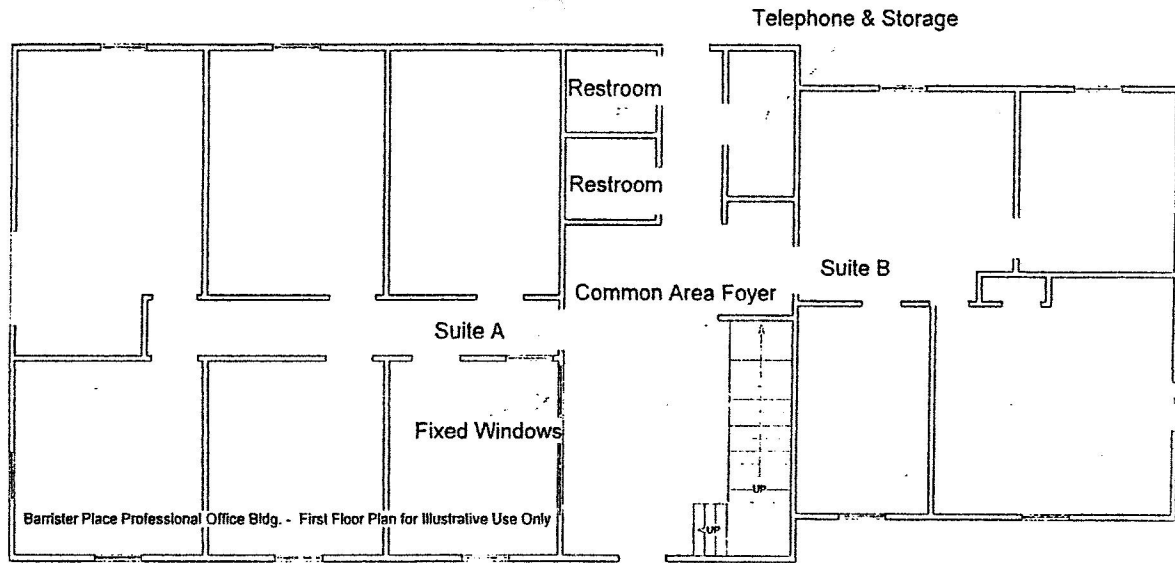 Telephone & Storage
Restroom
Restroom
Suite B
Common Area Foyer
Suite A
Fixed Windows
UP
Barrister Place Professional Office Bldg. - First Floor Plan for Illustrative Use Only
UP